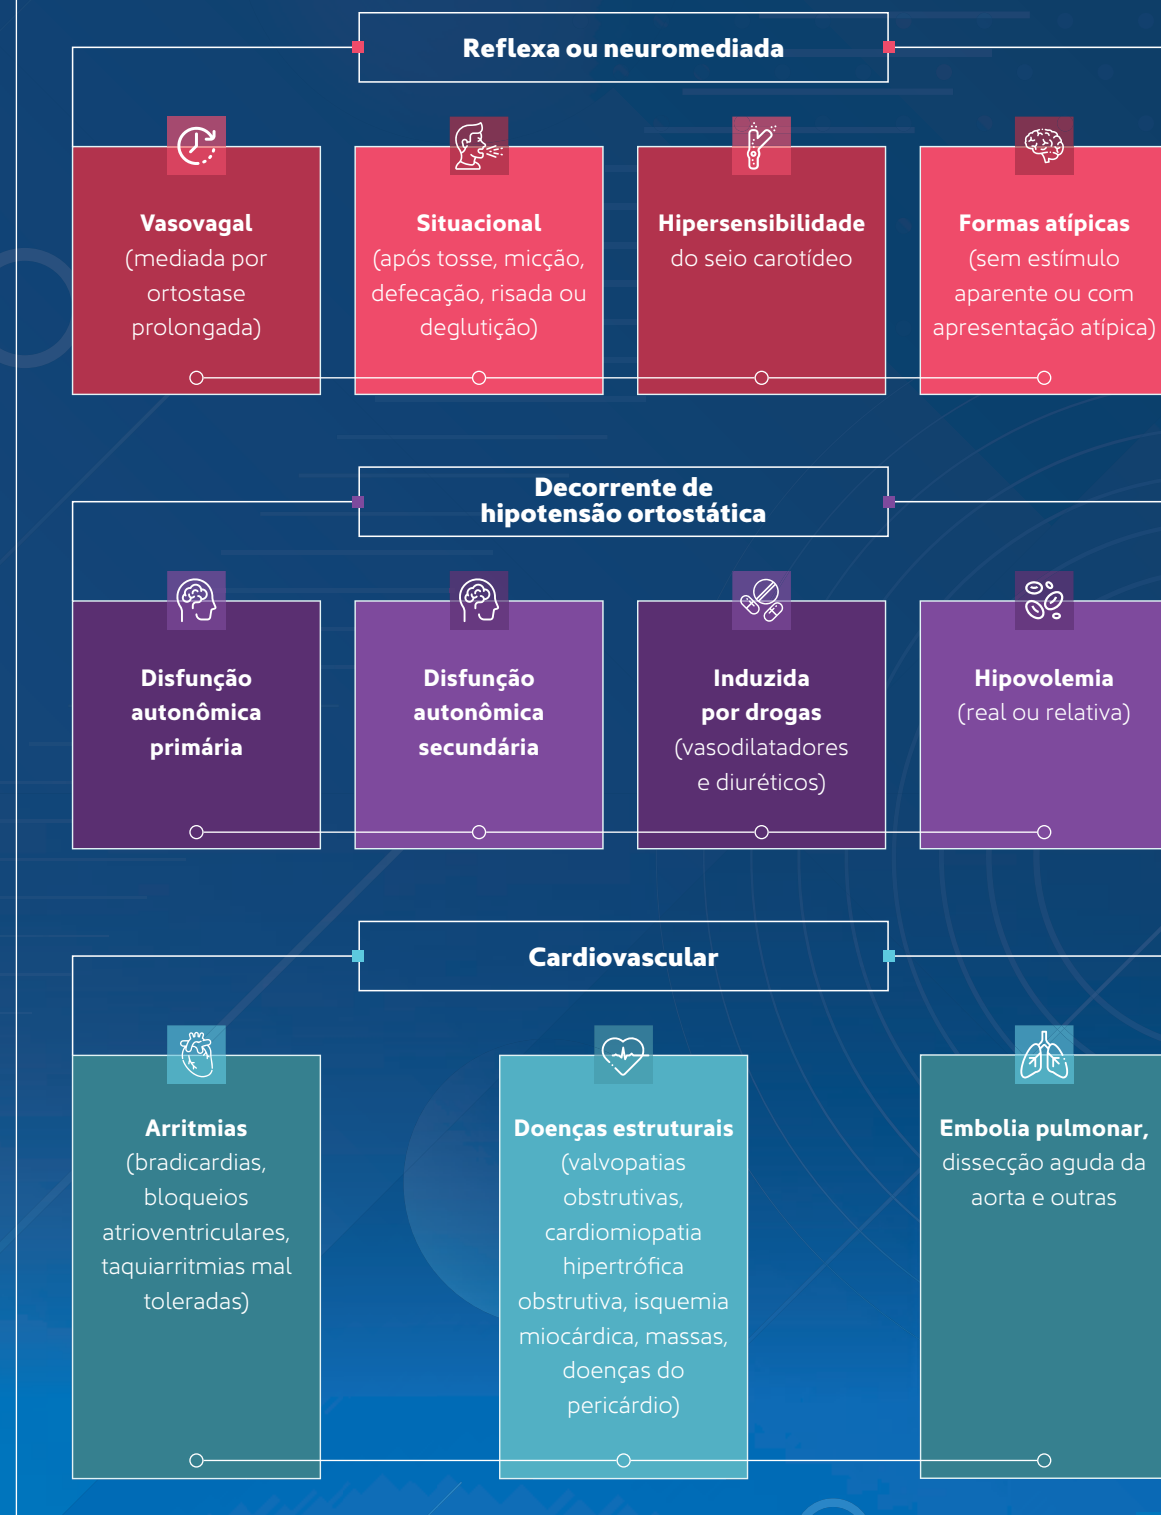 Reflexa ou neuromediada
Vasovagal
(mediada por
ortostase
prolongada)
Situacional
(após tosse, micção,
defecação, risada ou
deglutição)
Hipersensibilidade
do seio carotídeo
Formas atípicas
(sem estímulo
aparente ou com
apresentação atípica)
Decorrente de
hipotensão ortostática
Disfunção
autonômica
primária
Disfunção
autonômica
secundária
Induzida
por drogas
(vasodilatadores
e diuréticos)
Hipovolemia
(real ou relativa)
Cardiovascular
Arritmias
(bradicardias,
bloqueios
atrioventriculares,
taquiarritmias mal
toleradas)
Doenças estruturais
(valvopatias
obstrutivas,
cardiomiopatia
hipertrófica
obstrutiva, isquemia
miocárdica, massas,
doenças do
pericárdio)
Embolia pulmonar,
dissecção aguda da
aorta e outras